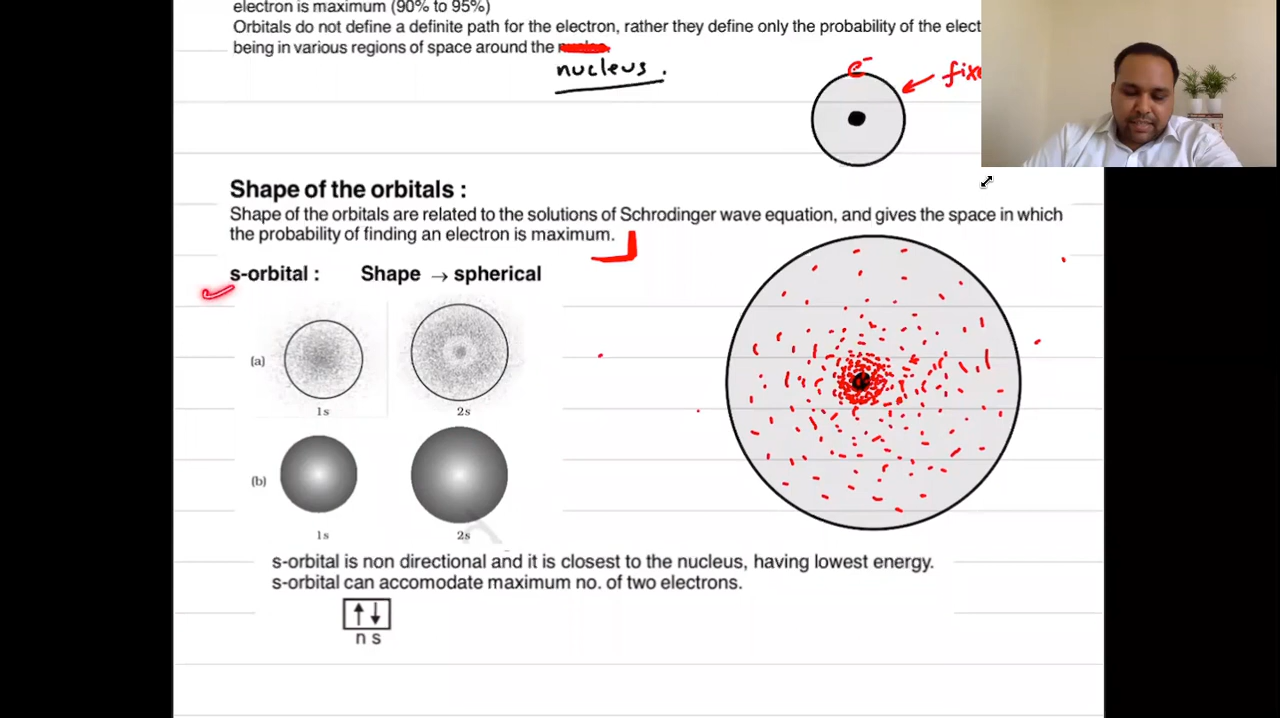 electron is maximum (90% to 95%)
Orbitals do not define a definite path for the electron, rather they define only the probability of the elect
being in various regions of space around the
nucleus.
e⁻
fixe
Shape of the orbitals :
Shape of the orbitals are related to the solutions of Schrodinger wave equation, and gives the space in which
the probability of finding an electron is maximum.
s-orbital : Shape → spherical
(a)
1s 2s
(b)
1s 2s
s-orbital is non directional and it is closest to the nucleus, having lowest energy.
s-orbital can accomodate maximum no. of two electrons.
↑↓
n s